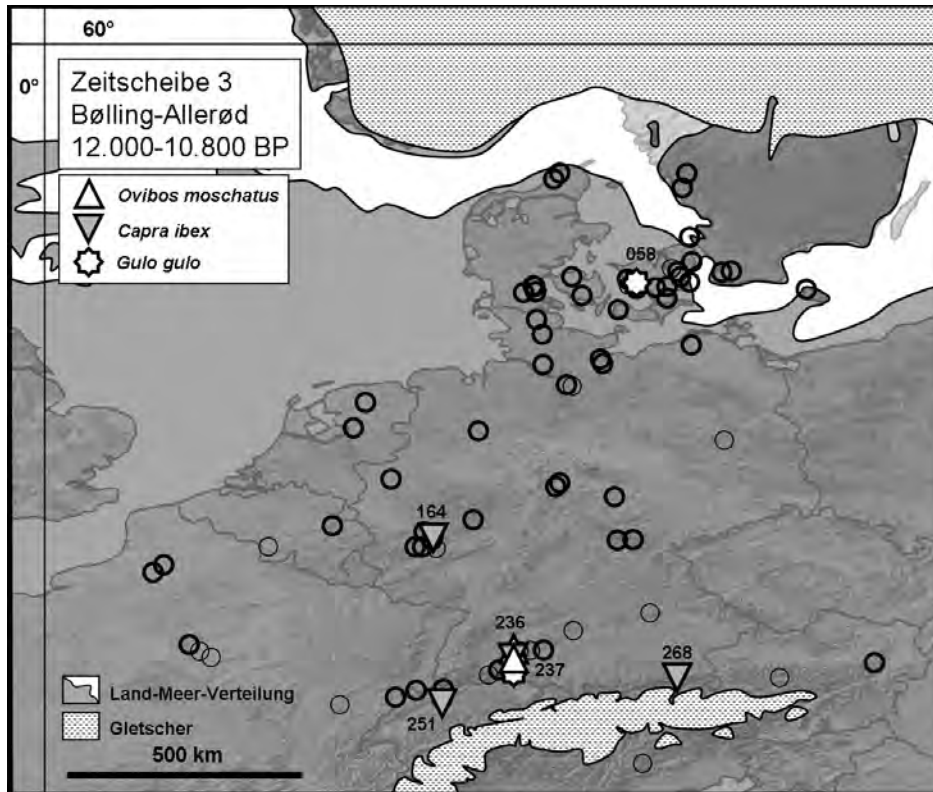 60°
0°
Zeitscheibe 3
Bølling-Allerød
12.000-10.800 BP
Ovibos moschatus
Capra ibex
Gulo gulo
058
164
236
237
268
251
Land-Meer-Verteilung
Gletscher
500 km